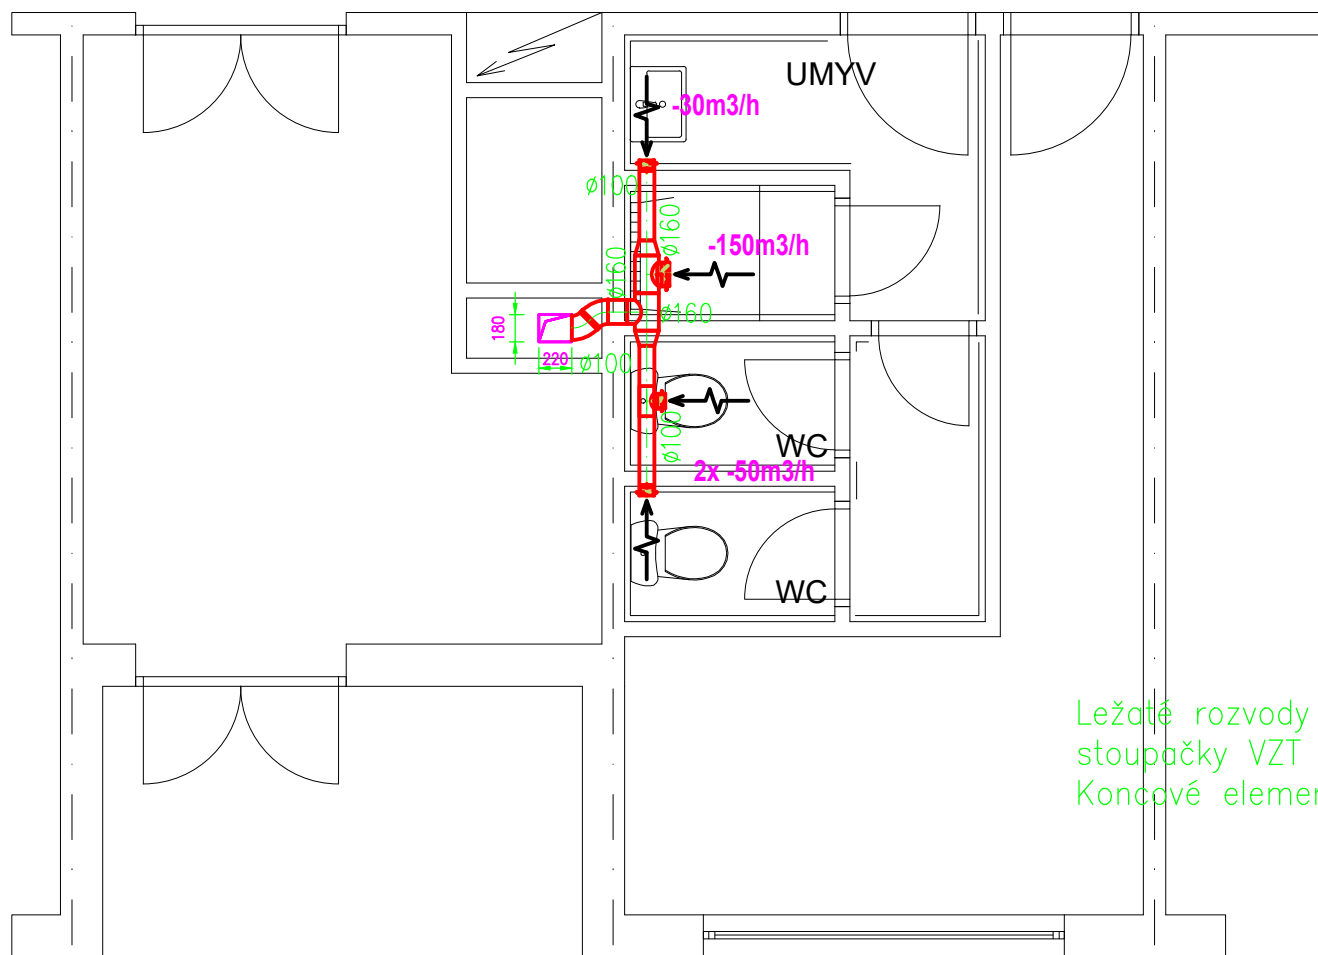 UMYV
-30m3/h
ø100
ø160
-150m3/h
ø160
ø160
180
220
ø100
ø100
WC
2x -50m3/h
WC
Ležaté rozvody
stoupačky VZT
Koncové elemen